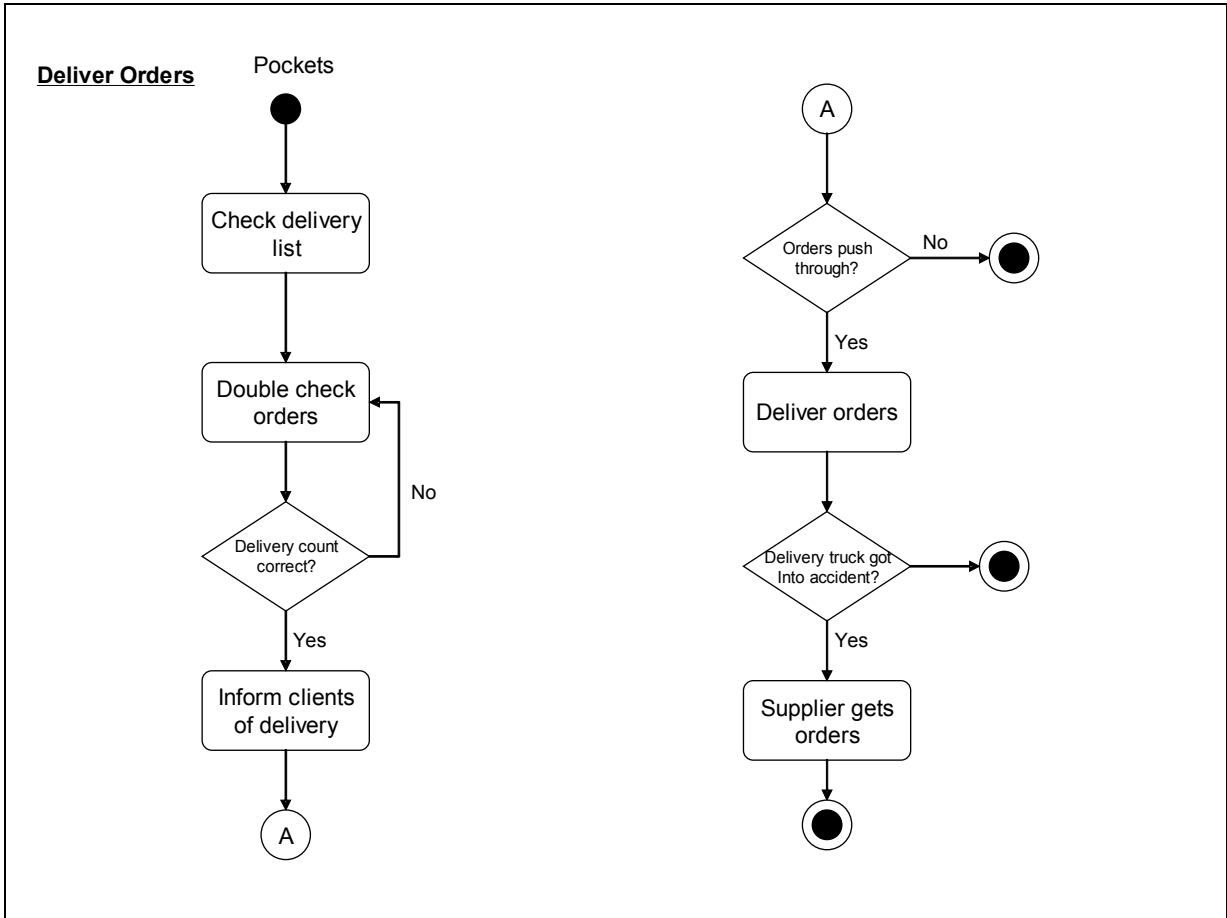 Deliver Orders
Pockets
Check delivery
list
Double check
orders
No
Delivery count
correct?
Yes
Inform clients
of delivery
A
A
Orders push
through?
No
Yes
Deliver orders
Delivery truck got
Into accident?
Yes
Supplier gets
orders